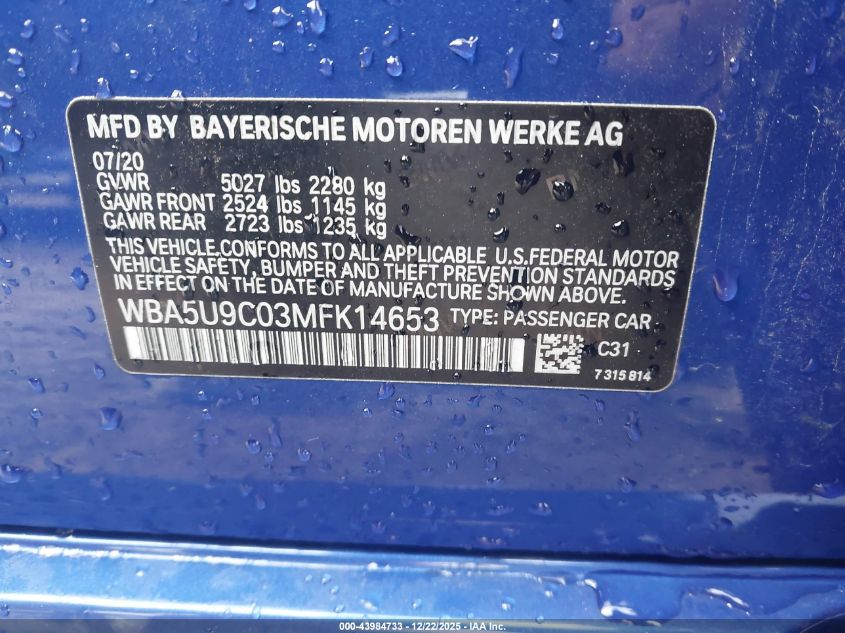 MFD BY BAYERISCHE MOTOREN WERKE AG
07/20
GVWR 5027 lbs 2280 kg
GAWR FRONT 2524 lbs 1145 kg
GAWR REAR 2723 lbs 1235 kg
THIS VEHICLE CONFORMS TO ALL APPLICABLE U.S.FEDERAL MOTOR
VEHICLE SAFETY, BUMPER AND THEFT PREVENTION STANDARDS
IN EFFECT ON THE DATE OF MANUFACTURE SHOWN ABOVE.
WBA5U9C03MFK14653 TYPE: PASSENGER CAR
C31
7315814
000-43984733 - 12/22/2025 - IAA Inc.